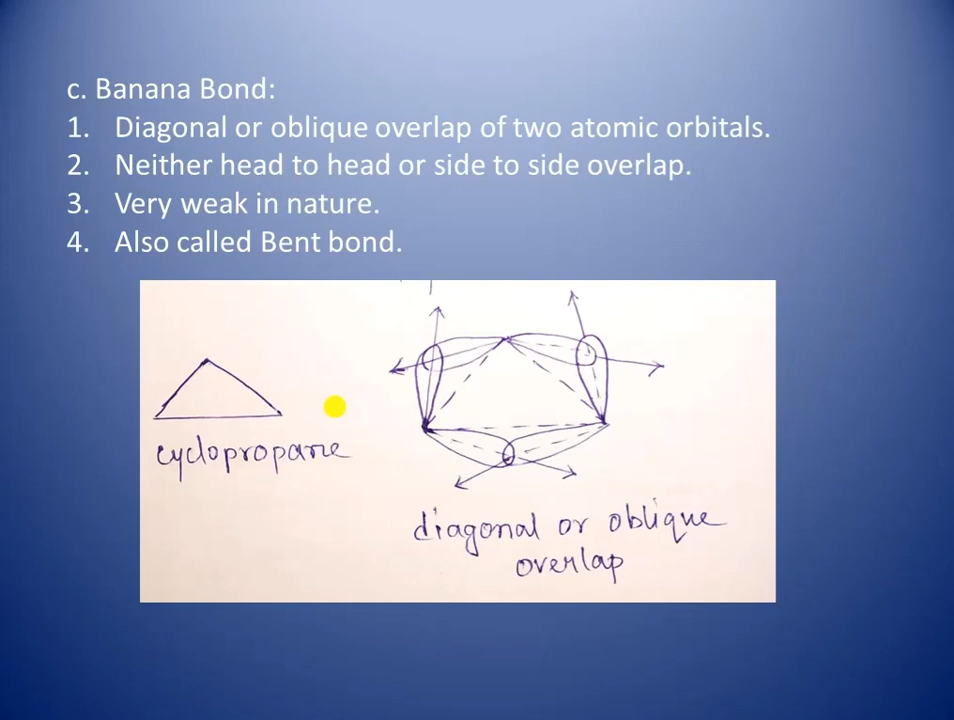 c. Banana Bond:
1. Diagonal or oblique overlap of two atomic orbitals.
2. Neither head to head or side to side overlap.
3. Very weak in nature.
4. Also called Bent bond.
cyclopropane
diagonal or oblique
overlap